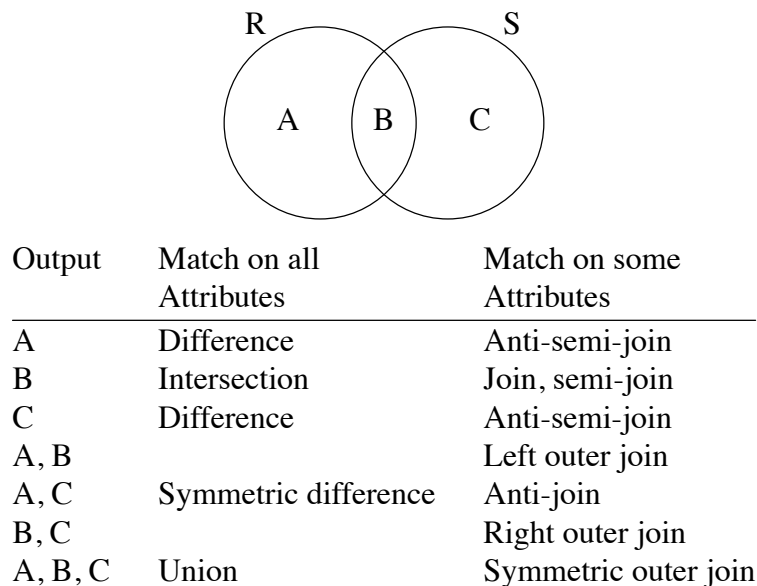 R S
A B C
Output Match on all Match on some
Attributes Attributes
A Difference Anti-semi-join
B Intersection Join, semi-join
C Difference Anti-semi-join
A, B Left outer join
A, C Symmetric difference Anti-join
B, C Right outer join
A, B, C Union Symmetric outer join